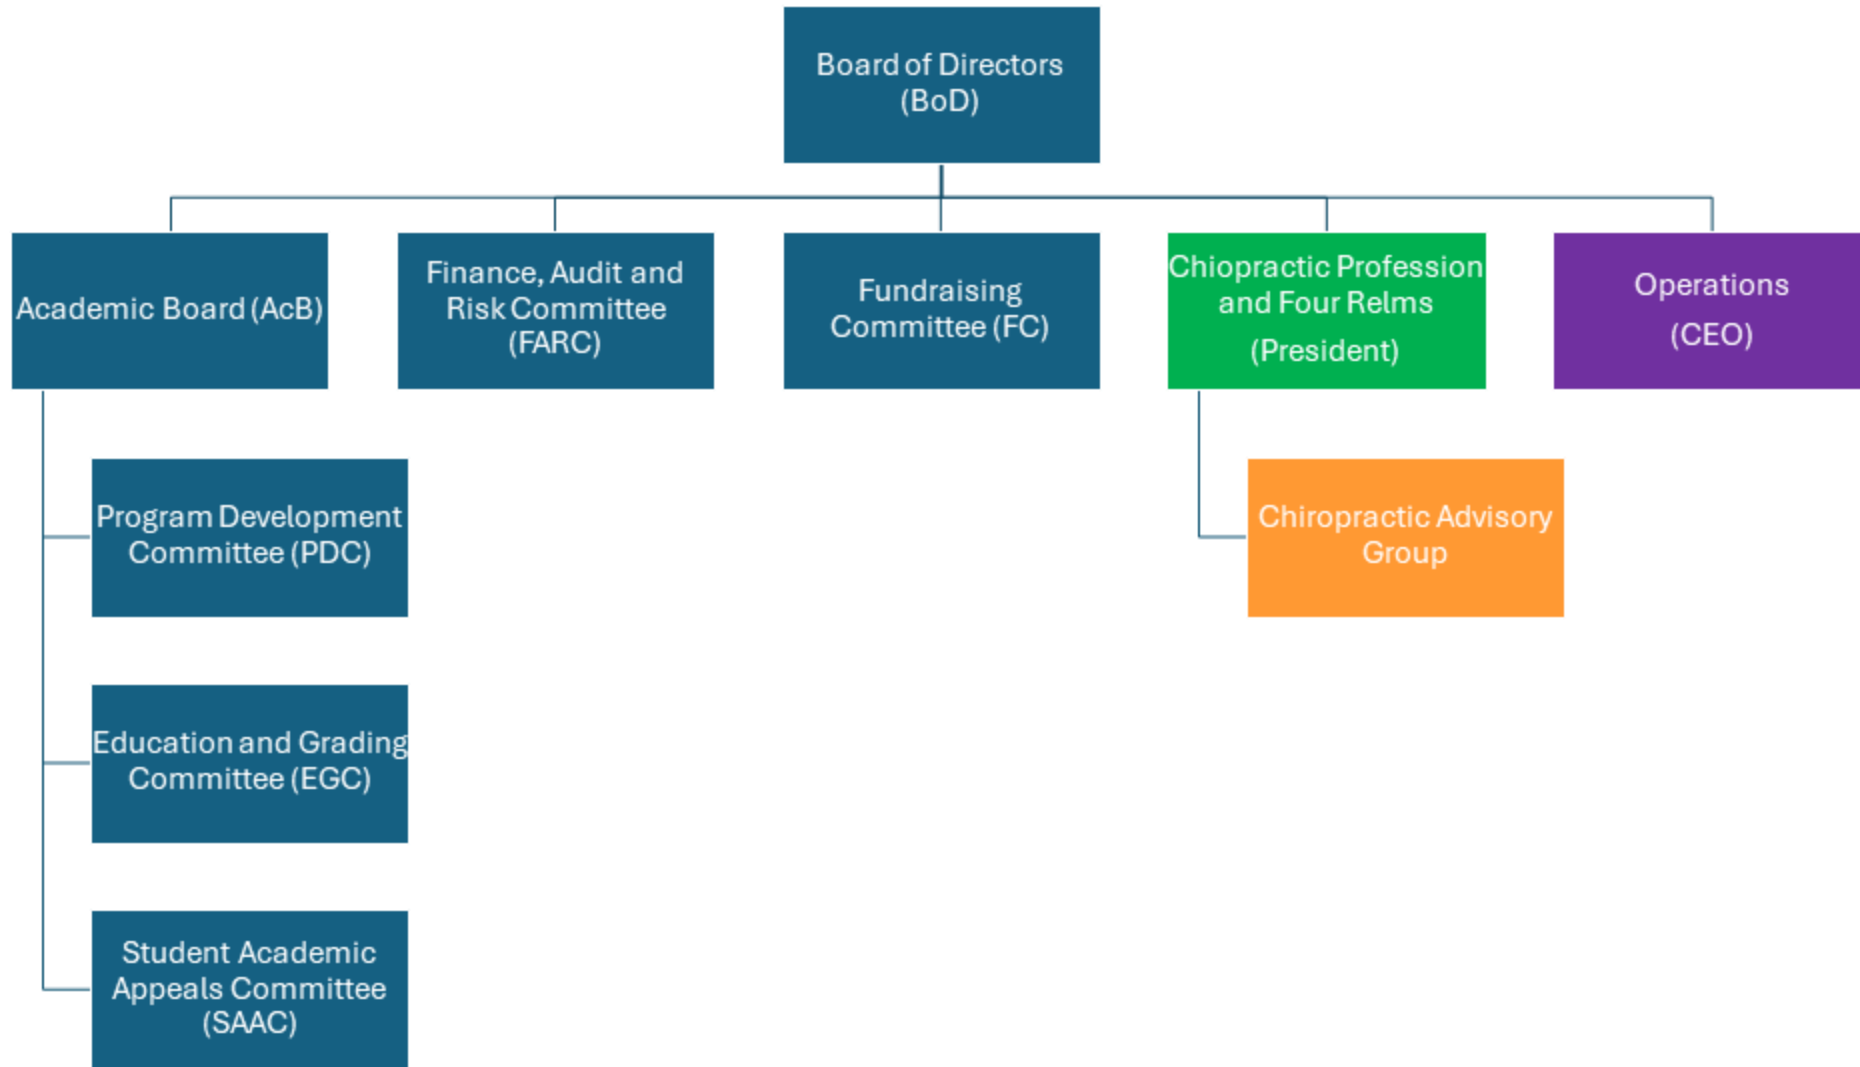 Board of Directors
(BoD)
Academic Board (AcB)
Finance, Audit and
Risk Committee
(FARC)
Fundraising
Committee (FC)
Chiopractic Profession
and Four Relms
(President)
Operations
(CEO)
Program Development
Committee (PDC)
Chiropractic Advisory
Group
Education and Grading
Committee (EGC)
Student Academic
Appeals Committee
(SAAC)